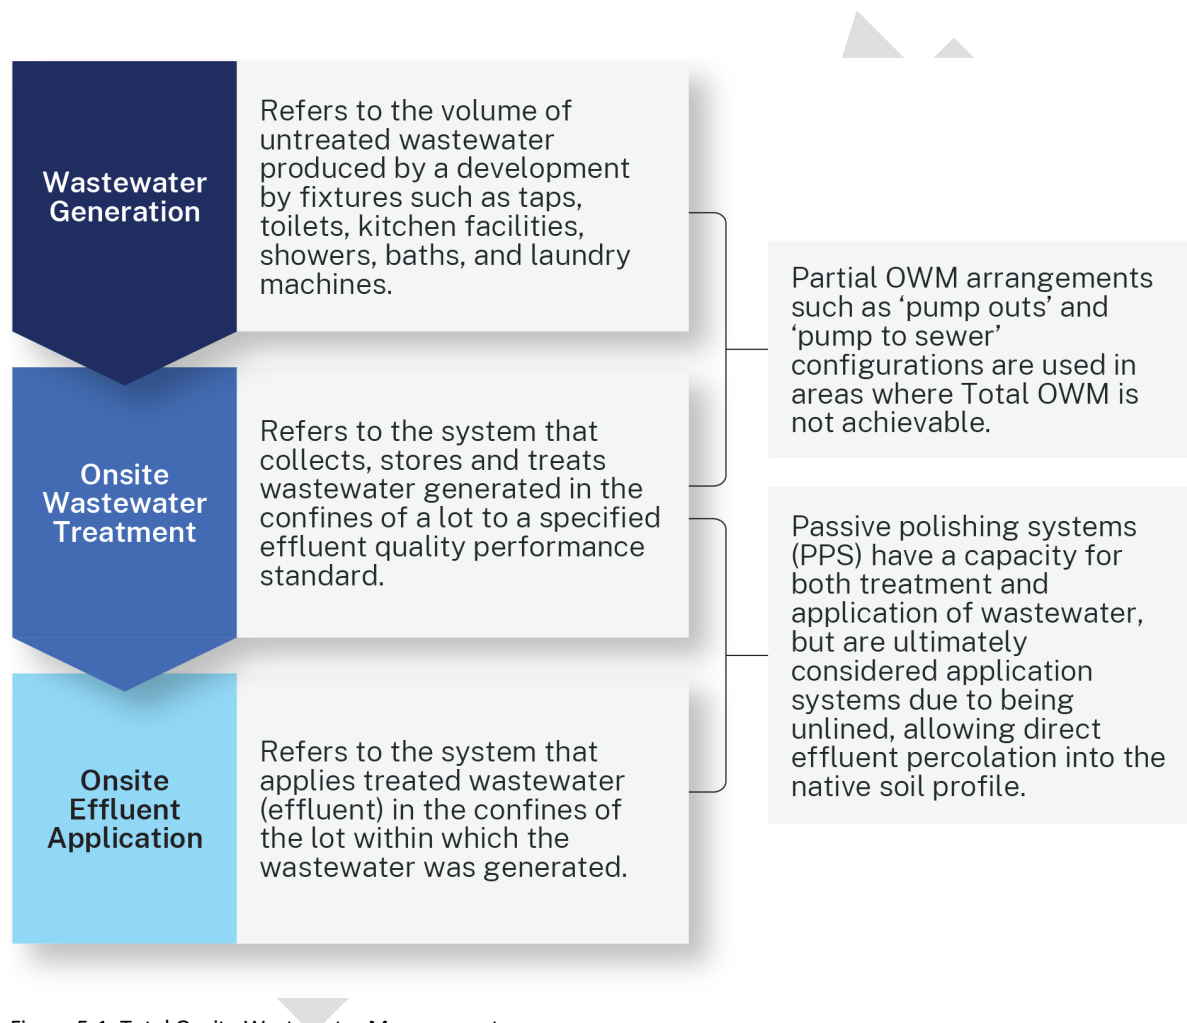 Wastewater
Generation
Refers to the volume of
untreated wastewater
produced by a development
by fixtures such as taps,
toilets, kitchen facilities,
showers, baths, and laundry
machines.
Onsite
Wastewater
Treatment
Refers to the system that
collects, stores and treats
wastewater generated in the
confines of a lot to a specified
effluent quality performance
standard.
Onsite
Effluent
Application
Refers to the system that
applies treated wastewater
(effluent) in the confines of
the lot within which the
wastewater was generated.
Partial OWM arrangements
such as ‘pump outs’ and
‘pump to sewer’
configurations are used in
areas where Total OWM is
not achievable.
Passive polishing systems
(PPS) have a capacity for
both treatment and
application of wastewater,
but are ultimately
considered application
systems due to being
unlined, allowing direct
effluent percolation into the
native soil profile.
Total Onsite Wastewater Management